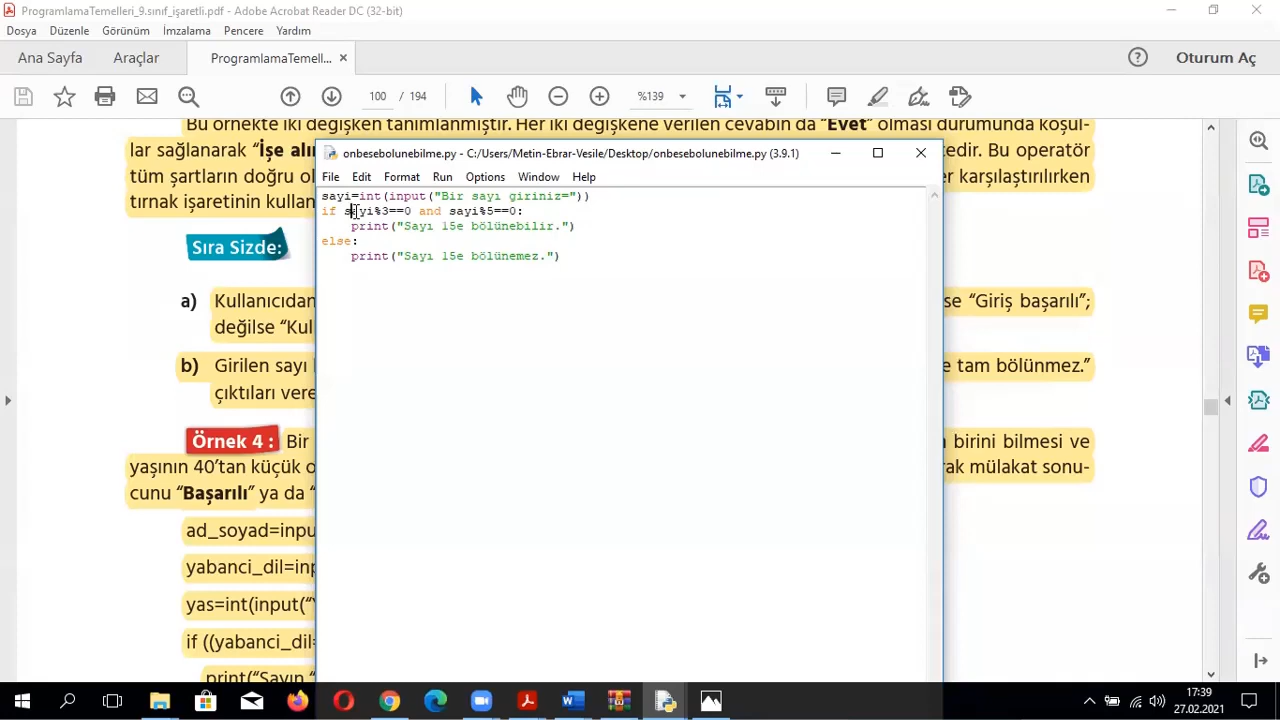 ProgramlamaTemelleri_9.sınıf_işaretli.pdf - Adobe Acrobat Reader DC (32-bit)
Dosya Düzenle Görünüm İmzalama Pencere Yardım
Ana Sayfa Araçlar ProgramlamaTemell... Oturum Aç
100 / 194 %139
Bu örnekte iki değişken tanımlanmıştır. Her iki değişkene verilen cevabın da “Evet” olması durumunda koşul-
lar sağlanarak “İşe alır
edir. Bu operatör
tüm şartların doğru ol
er karşılaştırılırken
tırnak işaretinin kullan
onbesebolunebilme.py - C:/Users/Metin-Ebrar-Vesile/Desktop/onbesebolunebilme.py (3.9.1)
File Edit Format Run Options Window Help
sayi=int(input("Bir sayı giriniz="))
if sayi%3==0 and sayi%5==0:
print("Sayı 15e bölünebilir.")
else:
print("Sayı 15e bölünemez.")
Sıra Sizde:
a) Kullanıcıdan
se “Giriş başarılı”;
değilse “Kul
b) Girilen sayı
e tam bölünmez.”
çıktıları vere
Örnek 4 : Bir
n birini bilmesi ve
yaşının 40’tan küçük o
rak mülakat sonu-
cunu “Başarılı” ya da “
ad_soyad=inpu
yabanci_dil=inp
yas=int(input(“Y
if ((yabanci_dil=
print(“Sayın “
17:39
27.02.2021